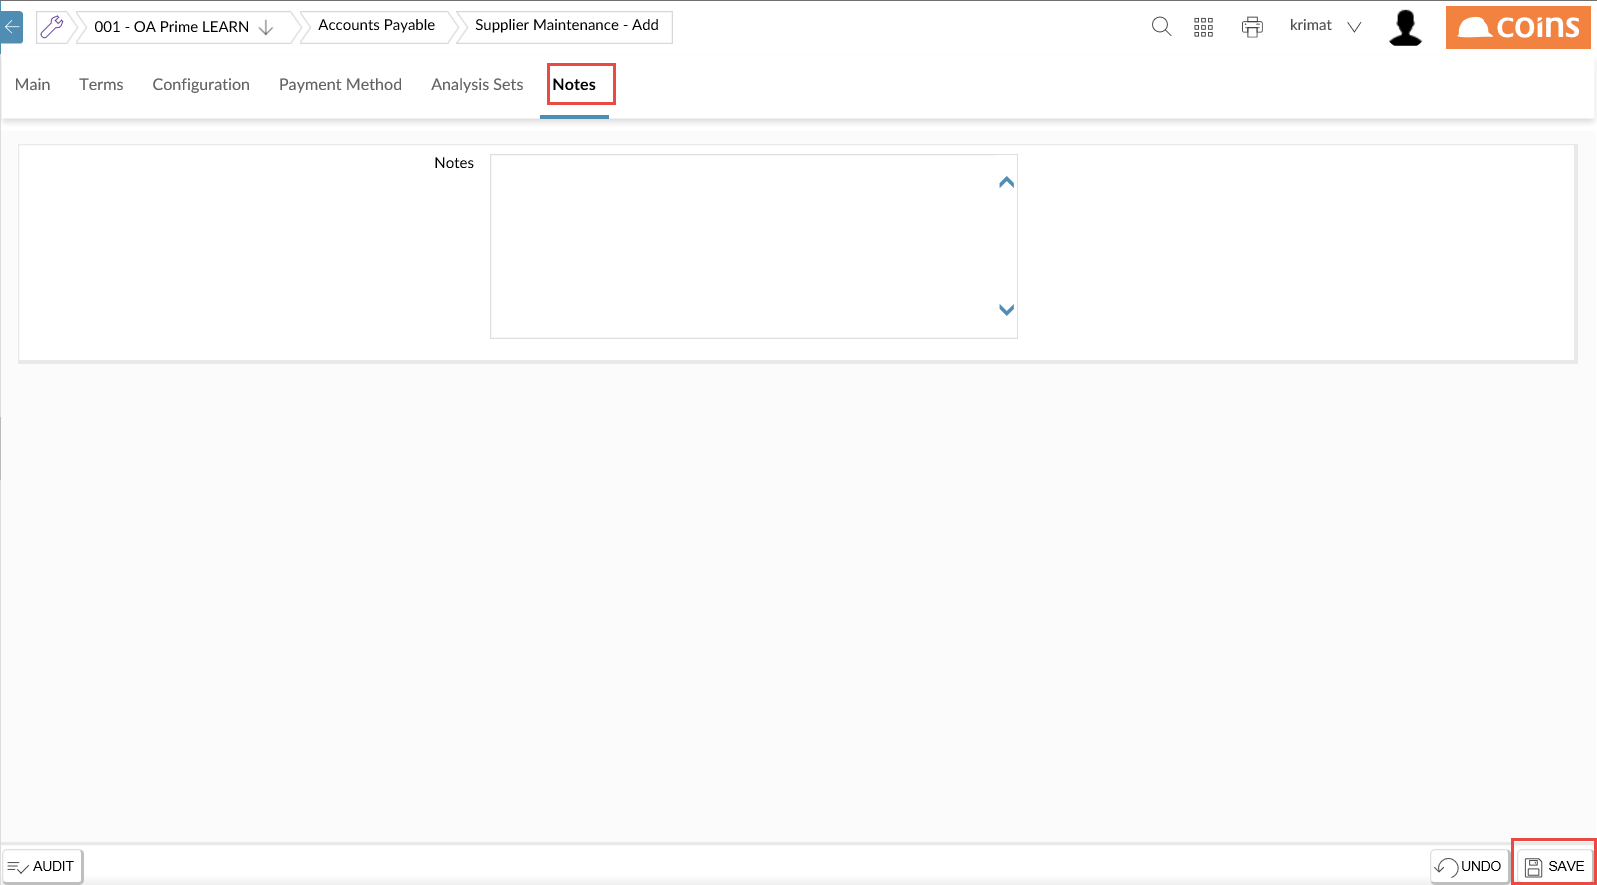 001 - OA Prime LEARN
Accounts Payable
Supplier Maintenance - Add
krimat
coins
Main
Terms
Configuration
Payment Method
Analysis Sets
Notes
Notes
AUDIT
UNDO
SAVE